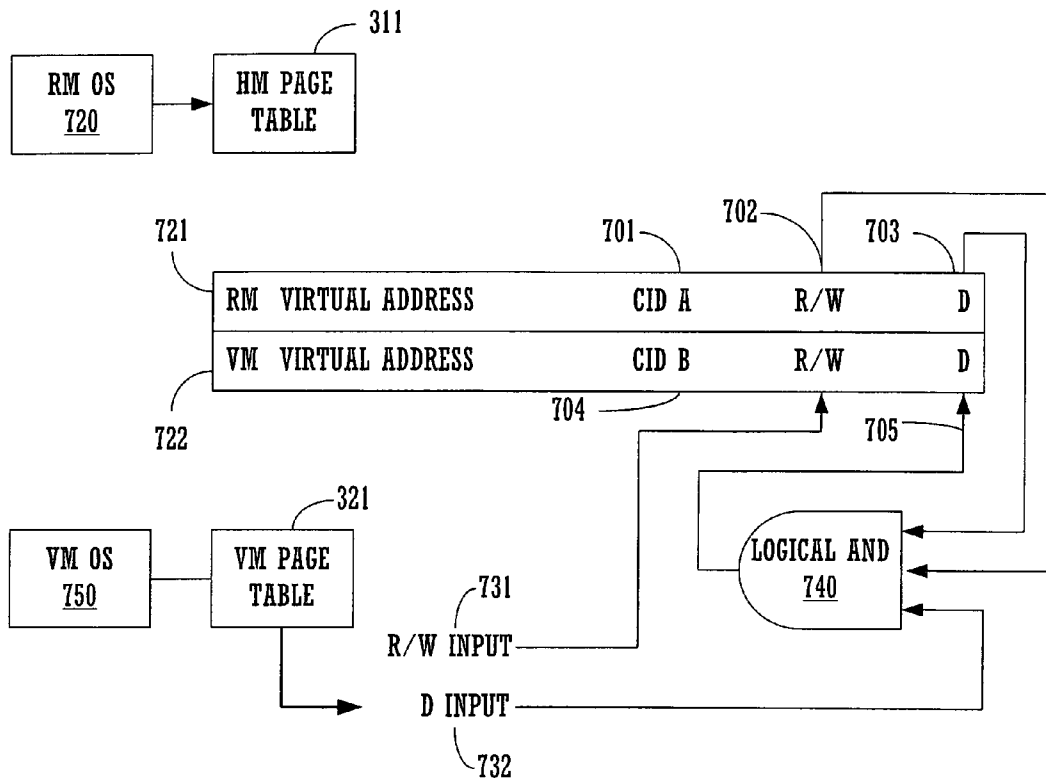 311
RM OS
720
HM PAGE
TABLE
721
701
702
703
RM VIRTUAL ADDRESS CID A R/W D
VM VIRTUAL ADDRESS CID B R/W D
722
704
705
321
VM OS
750
VM PAGE
TABLE
LOGICAL AND
740
731
R/W INPUT
D INPUT
732